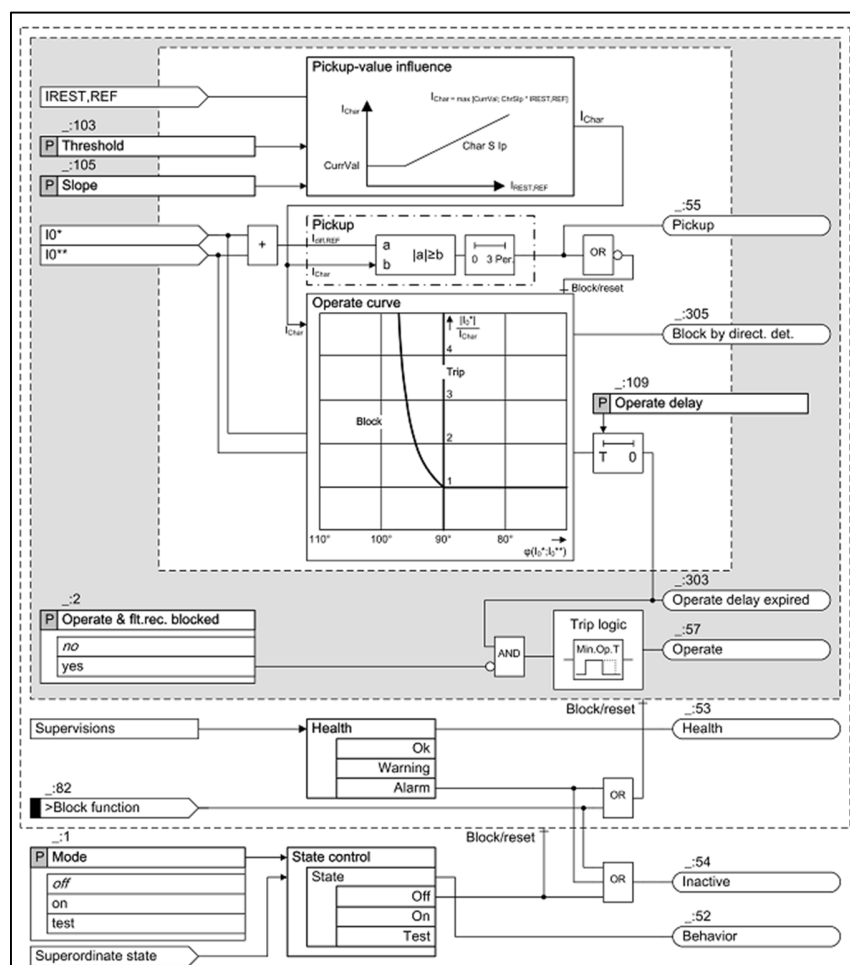 Pickup-value influence
IREST,REF
I_Char = max [CurrVal; ChrSlp * IREST,REF]
I_Char
I_Char
_:103
P Threshold
Char S lp
CurrVal
_:105
P Slope
I_REST,REF
_:55
Pickup
Pickup
I0*
I0**
+
I_diff,REF
a
b
|a|≥b
0 3 Per.
OR
I_Char
Block/reset
Operate curve
_:305
Block by direct. det.
I_Char
|I_0*|
I_Char
4
Trip
_:109
P Operate delay
3
Block
2
T 0
1
110° 100° 90° 80°
φ(I_0*;I_0**)
_:303
Operate delay expired
_:2
P Operate & flt.rec. blocked
no
yes
AND
Trip logic
Min.Op.T
_:57
Operate
Block/reset
_:53
Supervisions
Health
Health
Ok
Warning
Alarm
OR
_:82
>Block function
Block/reset
_:1
P Mode
off
on
test
State control
State
Off
On
Test
OR
_:54
Inactive
_:52
Behavior
Superordinate state